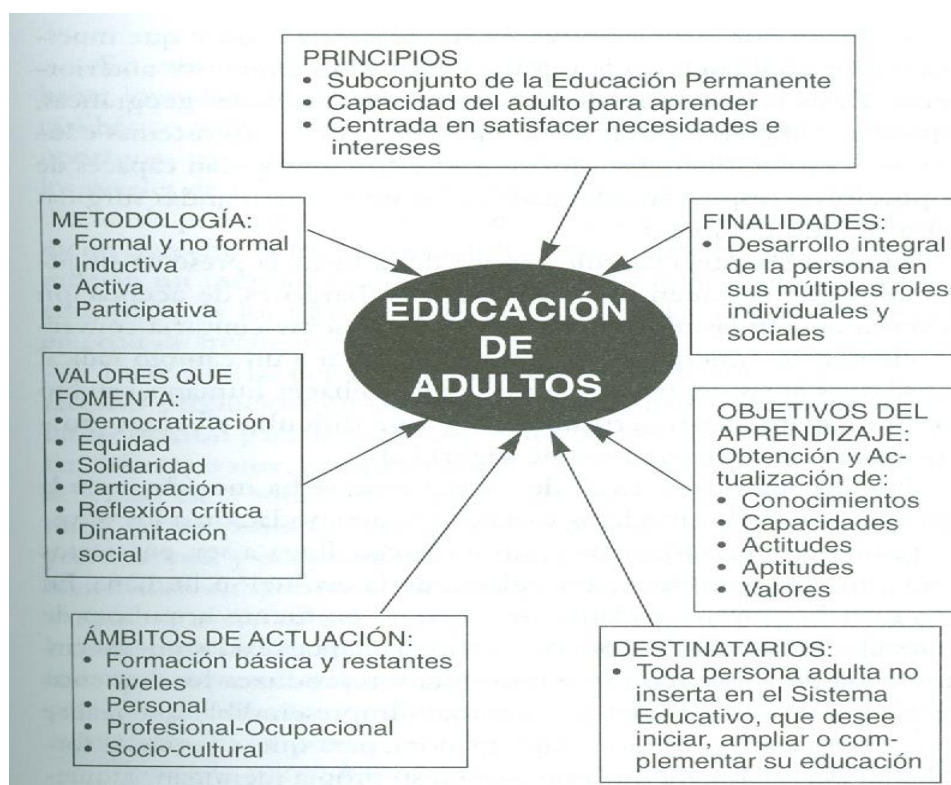 PRINCIPIOS
• Subconjunto de la Educación Permanente
• Capacidad del adulto para aprender
• Centrada en satisfacer necesidades e
intereses
METODOLOGÍA:
• Formal y no formal
• Inductiva
• Activa
• Participativa
FINALIDADES:
• Desarrollo integral
de la persona en
sus múltiples roles
individuales y
sociales
EDUCACIÓN
DE
ADULTOS
VALORES QUE
FOMENTA:
• Democratización
• Equidad
• Solidaridad
• Participación
• Reflexión crítica
• Dinamitación
social
OBJETIVOS DEL
APRENDIZAJE:
Obtención y Ac-
tualización de:
• Conocimientos
• Capacidades
• Actitudes
• Aptitudes
• Valores
ÁMBITOS DE ACTUACIÓN:
• Formación básica y restantes
niveles
• Personal
• Profesional-Ocupacional
• Socio-cultural
DESTINATARIOS:
• Toda persona adulta no
inserta en el Sistema
Educativo, que desee
iniciar, ampliar o com-
plementar su educación